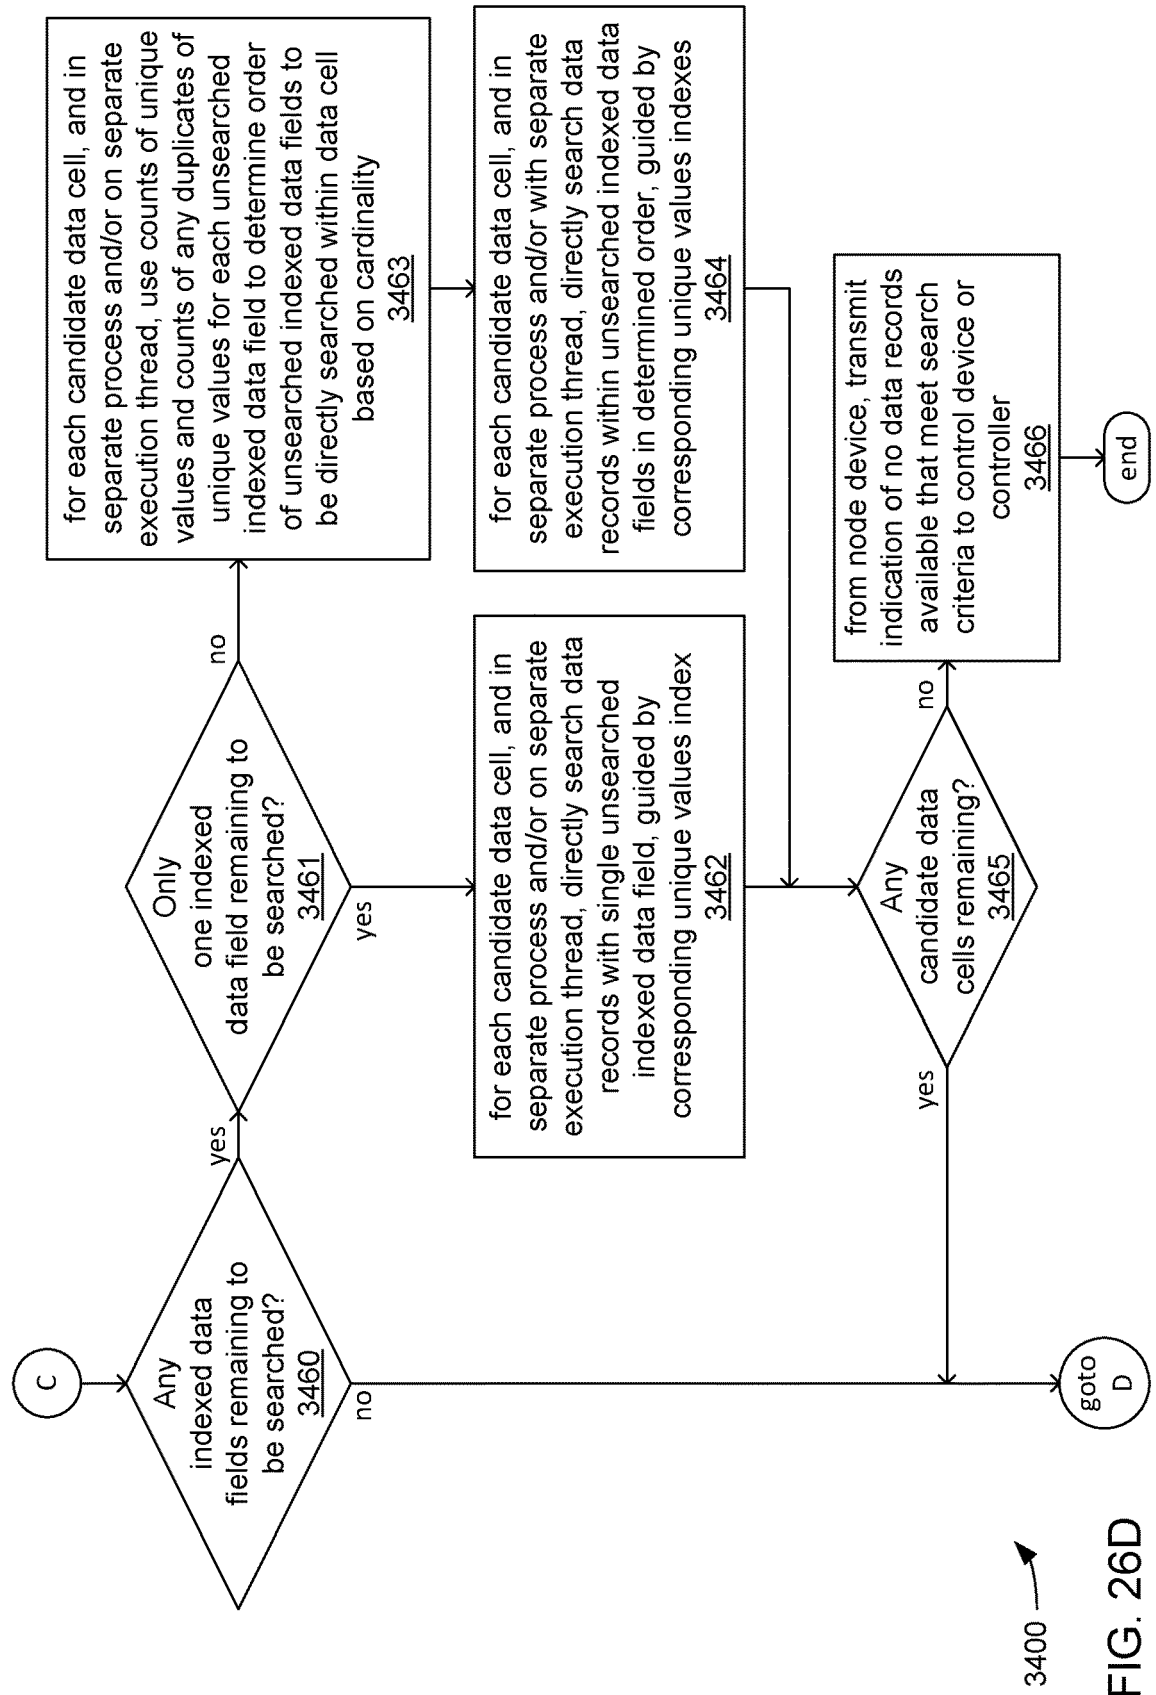 C
Any
indexed data
fields remaining to
be searched?
3460
yes
no
Only
one indexed
data field remaining to
be searched?
3461
no
yes
for each candidate data cell, and in
separate process and/or on separate
execution thread, use counts of unique
values and counts of any duplicates of
unique values for each unsearched
indexed data field to determine order
of unsearched indexed data fields to
be directly searched within data cell
based on cardinality
3463
for each candidate data cell, and in
separate process and/or on separate
execution thread, directly search data
records with single unsearched
indexed data field, guided by
corresponding unique values index
3462
for each candidate data cell, and in
separate process and/or with separate
execution thread, directly search data
records within unsearched indexed data
fields in determined order, guided by
corresponding unique values indexes
3464
Any
candidate data
cells remaining?
3465
yes
no
from node device, transmit
indication of no data records
available that meet search
criteria to control device or
controller
3466
end
goto
D
3400
FIG. 26D